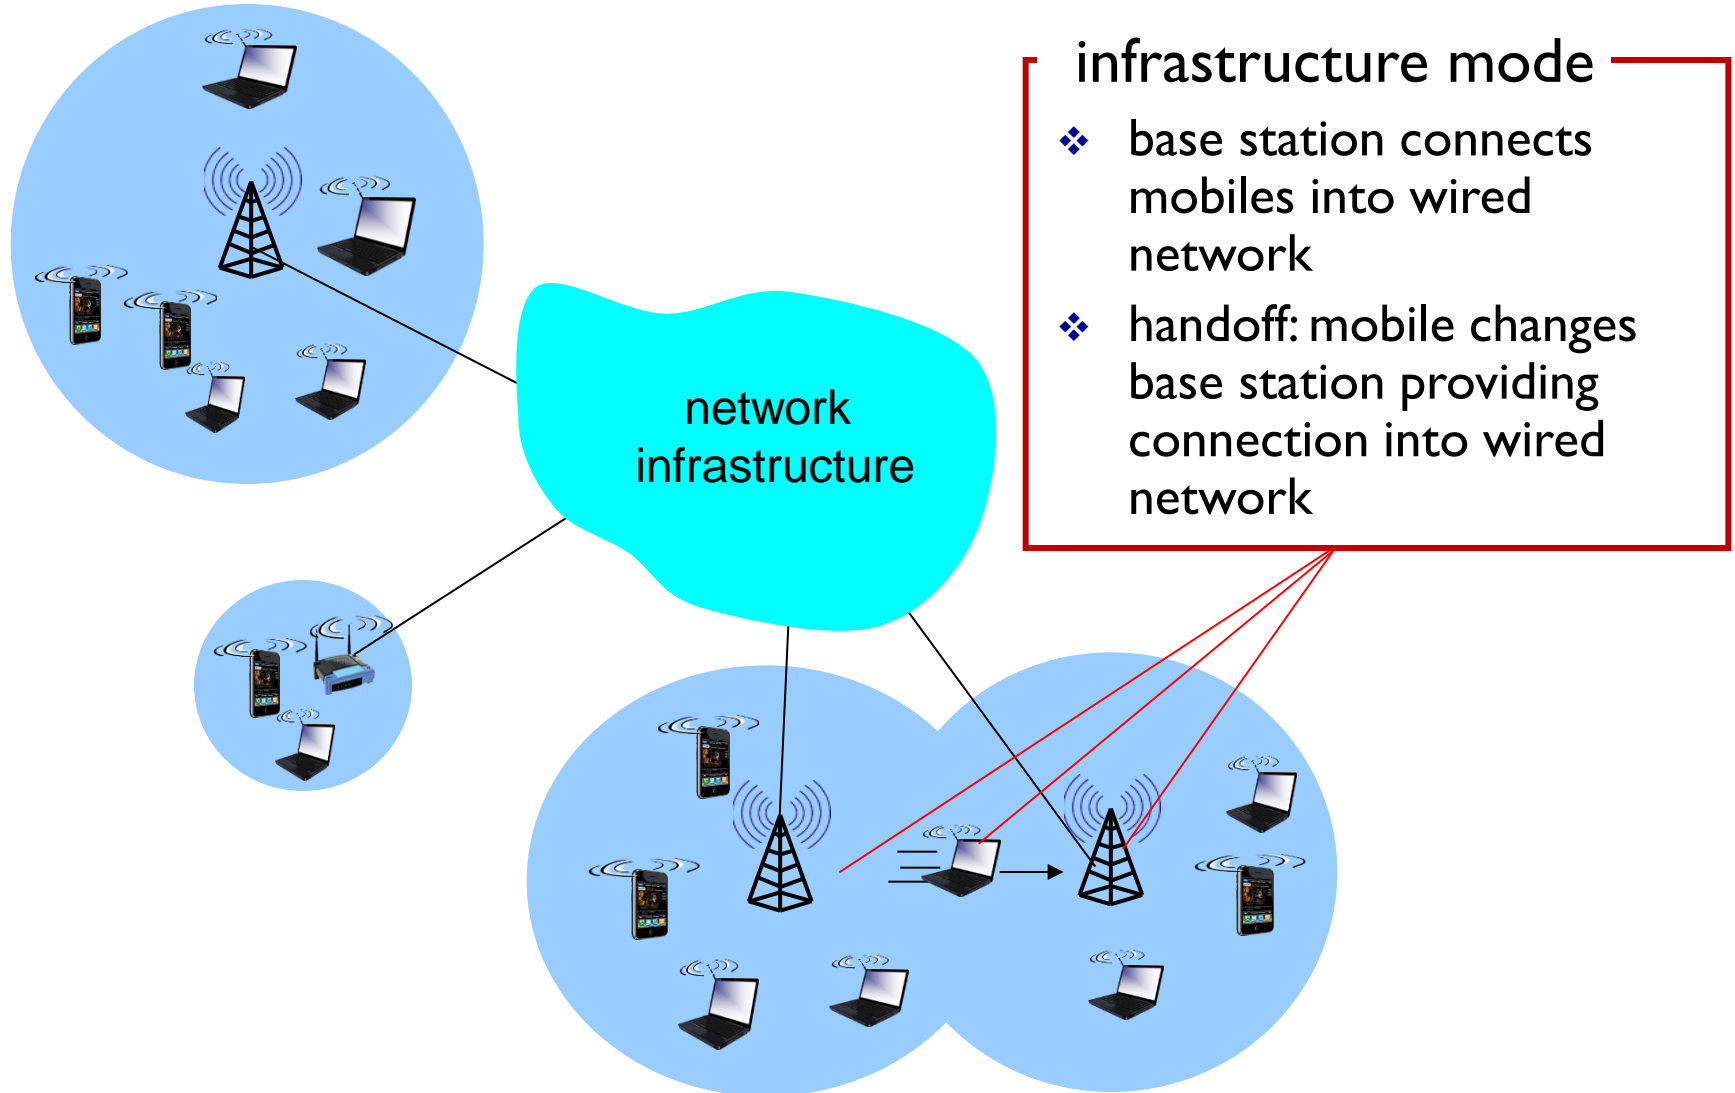 infrastructure mode
base station connects
mobiles into wired
network
handoff: mobile changes
base station providing
connection into wired
network
network
infrastructure